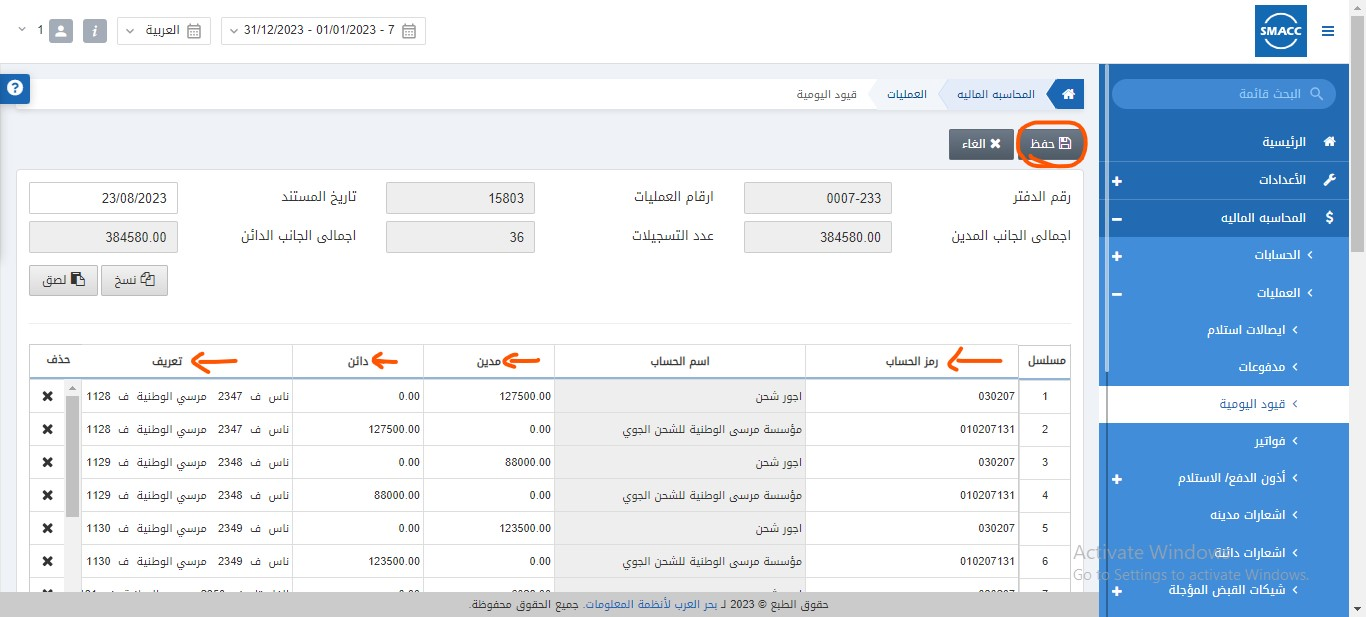 SMACC
7 - 01/01/2023 - 31/12/2023
العربية
i
1
?
البحث قائمة
الرئيسية
الأعدادات
المحاسبه الماليه
الحسابات
العمليات
ايصالات استلام
مدفوعات
قيود اليومية
فواتير
أذون الدفع/ الاستلام
اشعارات مدينه
اشعارات دائنة
شيكات القبض المؤجلة
المحاسبه الماليه العمليات قيود اليومية
حفظ الغاء
رقم الدفتر 0007-233 ارقام العمليات 15803 تاريخ المستند 23/08/2023
اجمالى الجانب المدين 384580.00 عدد التسجيلات 36 اجمالى الجانب الدائن 384580.00
نسخ لصق
مسلسل رمز الحساب اسم الحساب مدين دائن تعريف حذف
1 030207 اجور شحن 127500.00 0.00 ناس ف 2347 مرسي الوطنية ف 1128
2 010207131 مؤسسة مرسى الوطنية للشحن الجوي 0.00 127500.00 ناس ف 2347 مرسي الوطنية ف 1128
3 030207 اجور شحن 88000.00 0.00 ناس ف 2348 مرسي الوطنية ف 1129
4 010207131 مؤسسة مرسى الوطنية للشحن الجوي 0.00 88000.00 ناس ف 2348 مرسي الوطنية ف 1129
5 030207 اجور شحن 123500.00 0.00 ناس ف 2349 مرسي الوطنية ف 1130
6 010207131 مؤسسة مرسى الوطنية للشحن الجوي 0.00 123500.00 ناس ف 2349 مرسي الوطنية ف 1130
حقوق الطبع © 2023 لـ بحر العرب لأنظمة المعلومات. جميع الحقوق محفوظة.
Activate Windows
Go to Settings to activate Windows.